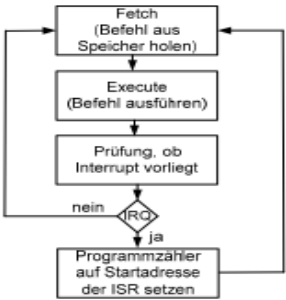 Fetch
(Befehl aus
Speicher holen)
Execute
(Befehl ausführen)
Prüfung, ob
Interrupt vorliegt
nein
IRQ
ja
Programmzähler
auf Startadresse
der ISR setzen